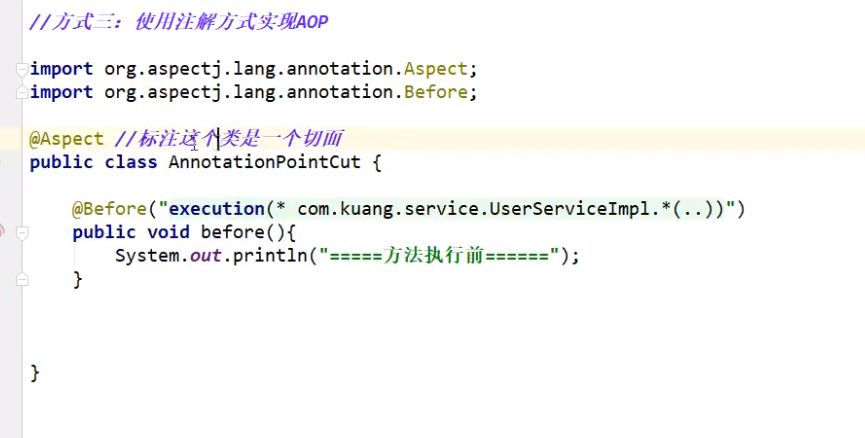 //方式三：使用注解方式实现AOP
import org.aspectj.lang.annotation.Aspect;
import org.aspectj.lang.annotation.Before;
@Aspect //标注这个类是一个切面
public class AnnotationPointCut {
@Before("execution(* com.kuang.service.UserServiceImpl.*(..))")
public void before(){
System.out.println("=====方法执行前======");
}
}